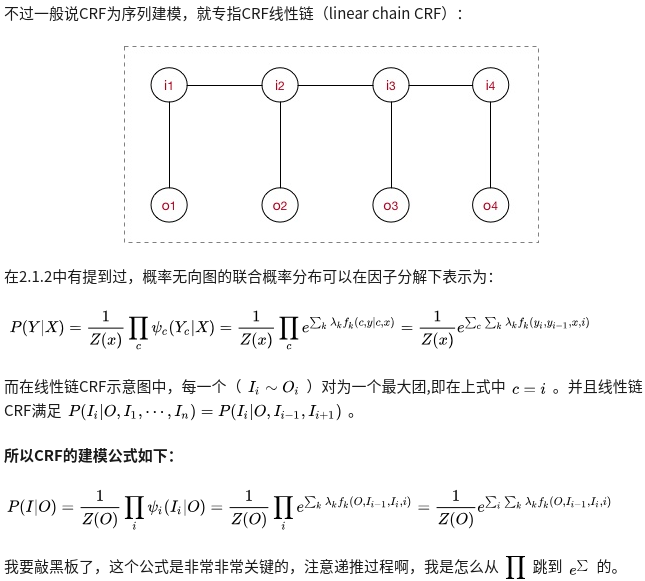 不过一般说CRF为序列建模，就专指CRF线性链（linear chain CRF）：
i1 i2 i3 i4
o1 o2 o3 o4
在2.1.2中有提到过，概率无向图的联合概率分布可以在因子分解下表示为：
P(Y|X) = \frac{1}{Z(x)} \prod_c \psi_c(Y_c|X) = \frac{1}{Z(x)} \prod_c e^{\sum_k \lambda_k f_k(c,y|c,x)} = \frac{1}{Z(x)} e^{\sum_c \sum_k \lambda_k f_k(y_i,y_{i-1},x,i)}
而在线性链CRF示意图中，每一个（ I_i ∼ O_i ）对为一个最大团,即在上式中 c = i 。并且线性链
CRF满足 P(I_i|O, I_1, ⋯, I_n) = P(I_i|O, I_{i-1}, I_{i+1}) 。
所以CRF的建模公式如下：
P(I|O) = \frac{1}{Z(O)} \prod_i \psi_i(I_i|O) = \frac{1}{Z(O)} \prod_i e^{\sum_k \lambda_k f_k(O,I_{i-1},I_i,i)} = \frac{1}{Z(O)} e^{\sum_i \sum_k \lambda_k f_k(O,I_{i-1},I_i,i)}
我要敲黑板了，这个公式是非常非常关键的，注意递推过程啊，我是怎么从 ∏ 跳到 e^{\sum} 的。